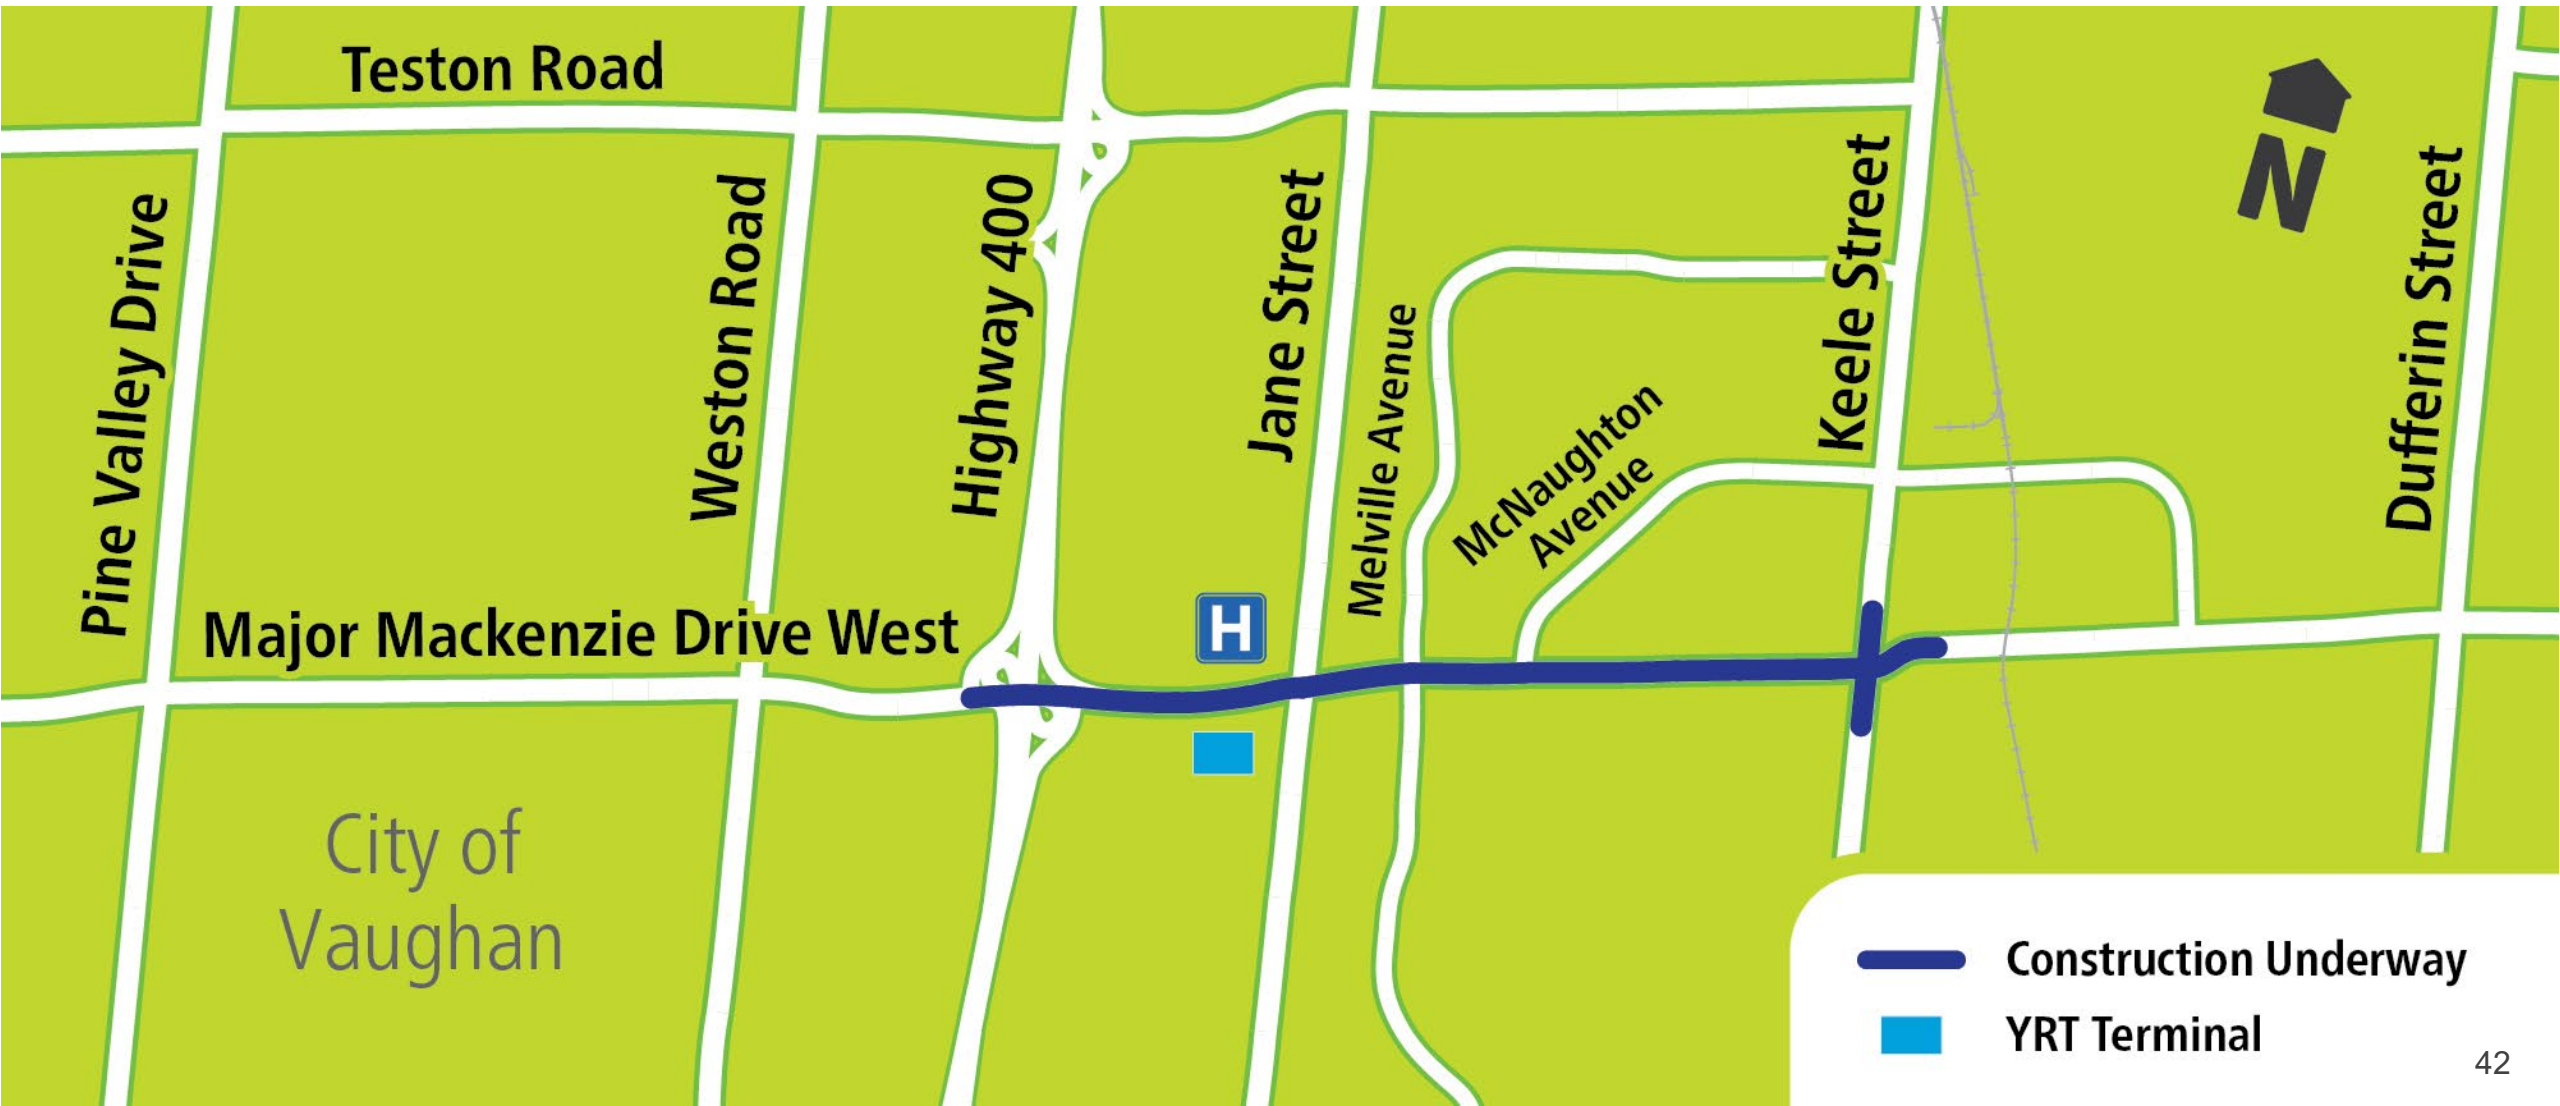 Teston Road
Pine Valley Drive
Weston Road
Highway 400
Jane Street
Melville Avenue
McNaughton
Avenue
Keele Street
N
Dufferin Street
Major Mackenzie Drive West
H
City of
Vaughan
Construction Underway
YRT Terminal
42